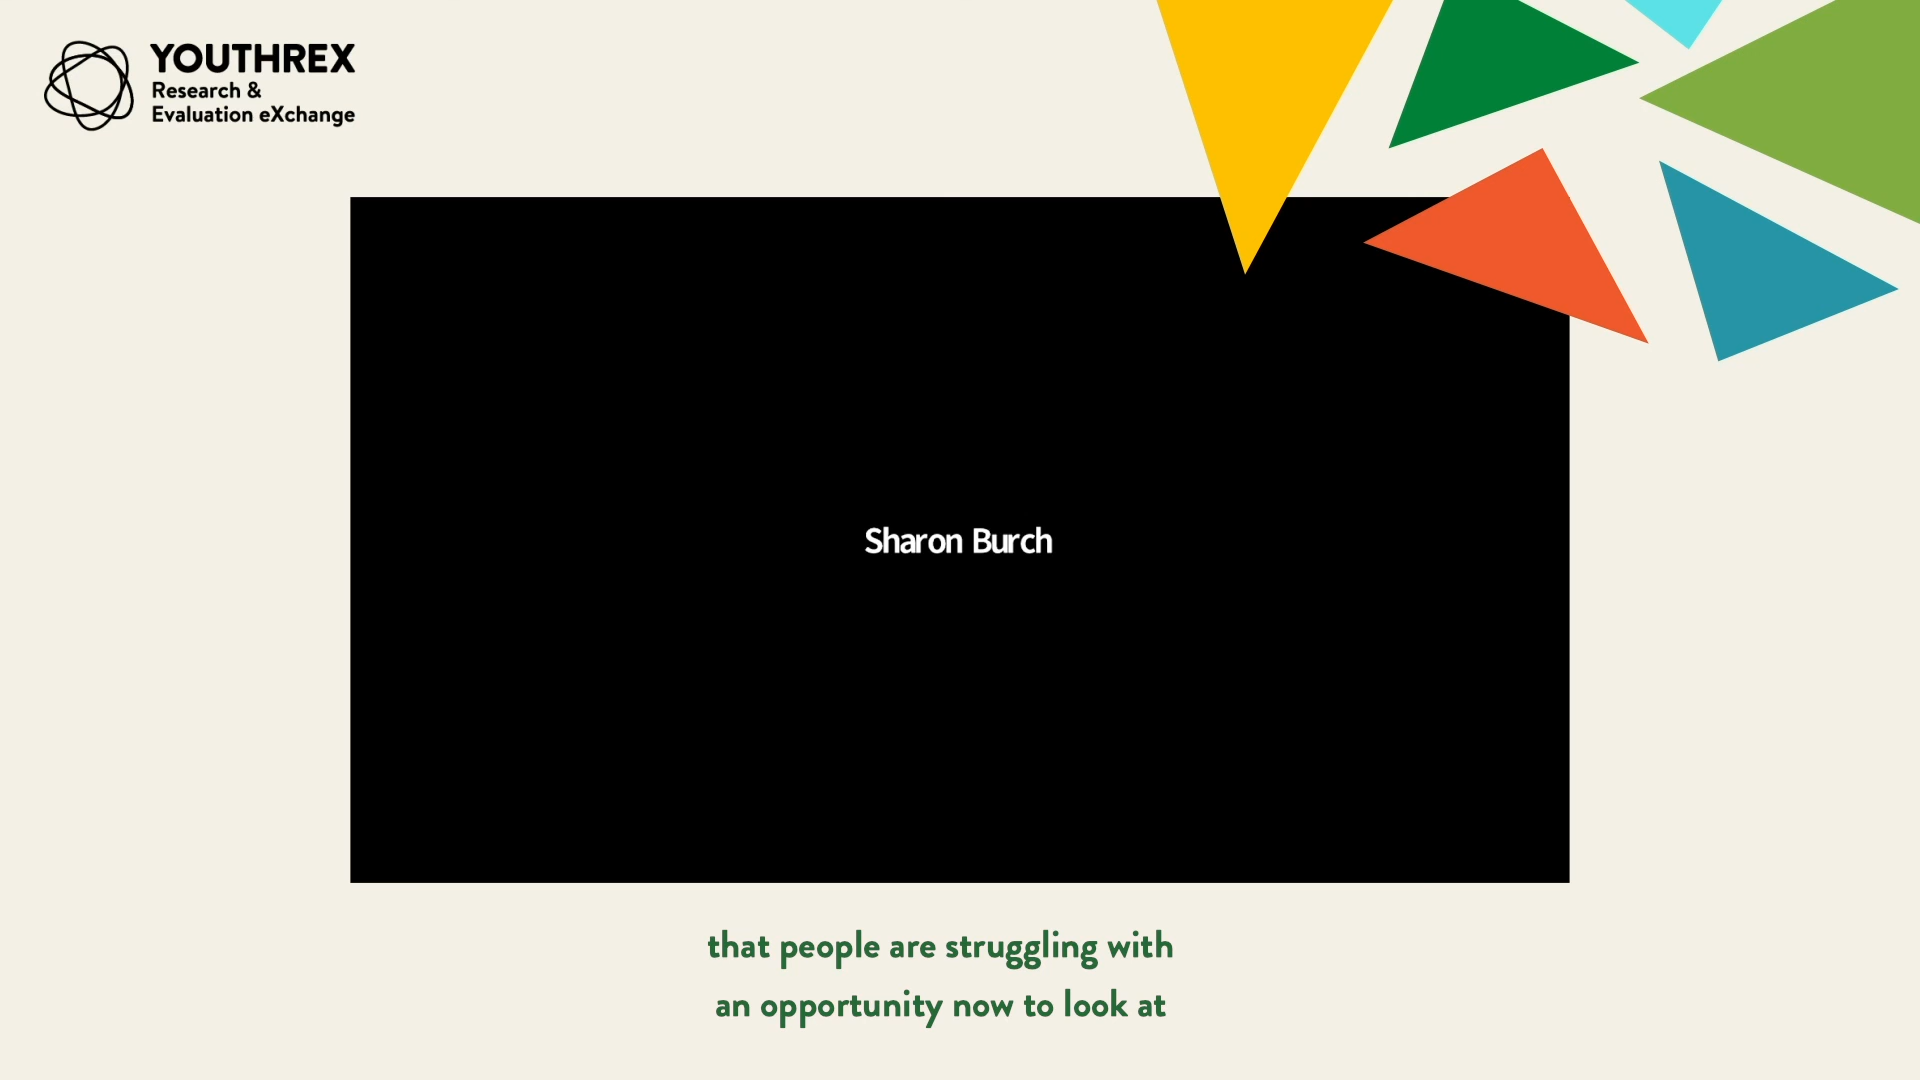 YOUTHREX
Research &
Evaluation eXchange
Sharon Burch
that people are struggling with
an opportunity now to look at